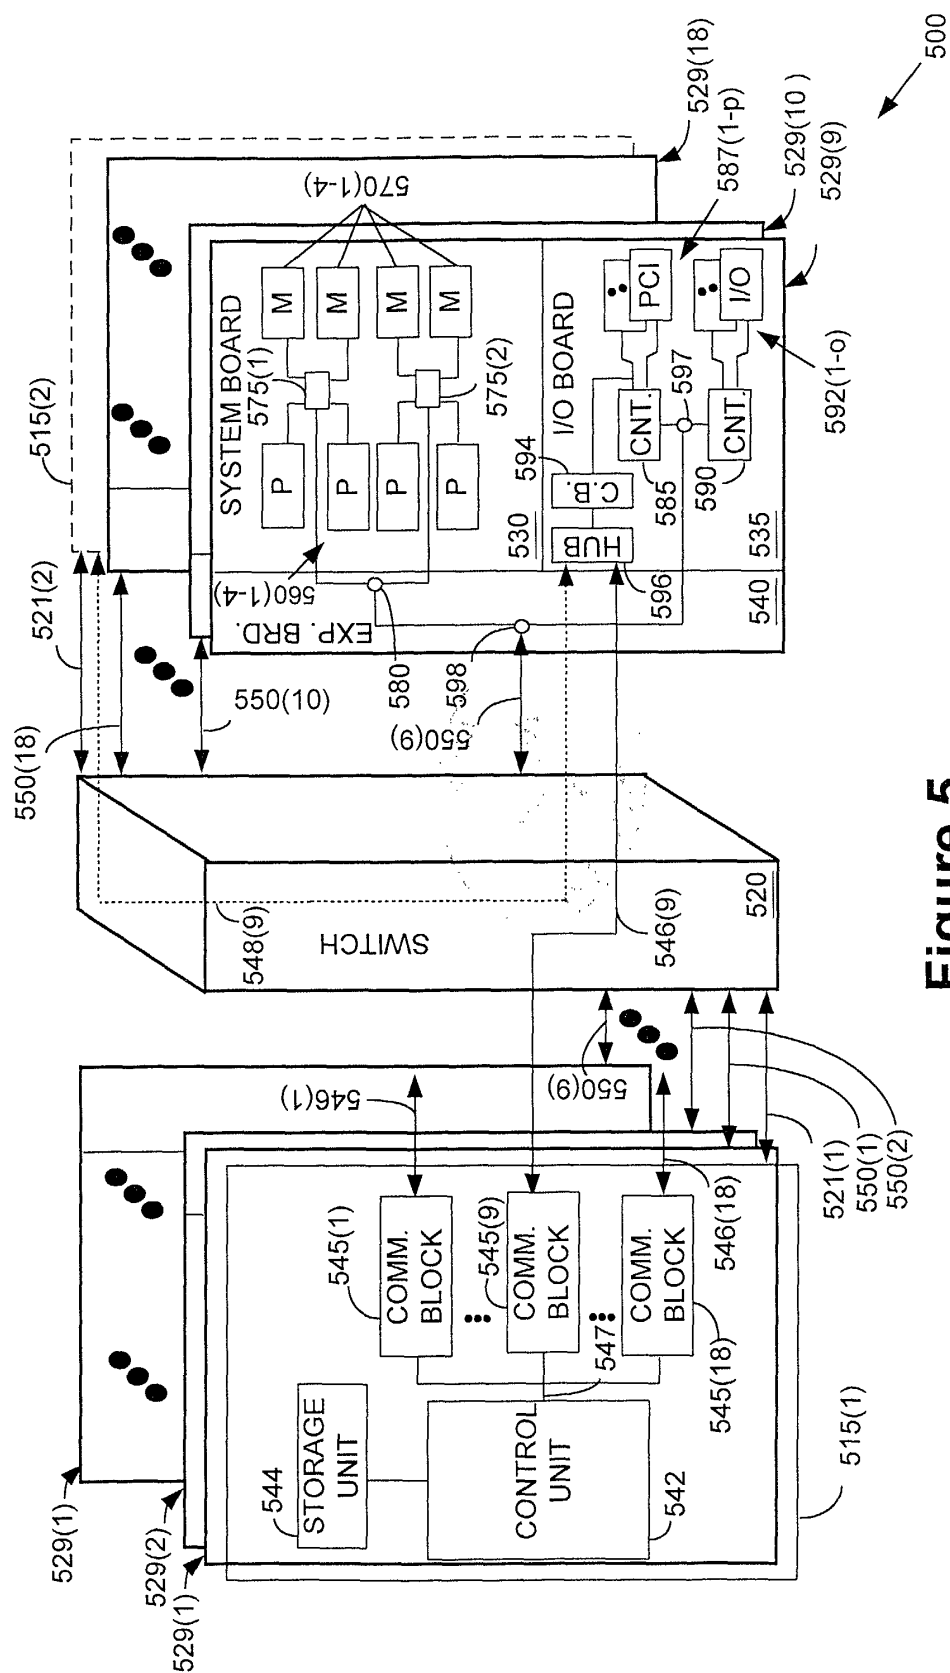 500
529(18)
587(1-p)
529(10)
529(9)
515(2)
521(2)
550(18)
570(1-4)
SYSTEM BOARD
M
M
M
M
575(1)
575(2)
P
P
P
P
530
560(1-4)
EXP. BRD.
580
598
540
I/O BOARD
594
C.B.
HUB
596
CNT.
585
PCI
597
CNT.
590
I/O
592(1-o)
535
550(10)
550(9)
548(9)
SWITCH
546(9)
520
546(1)
550(9)
521(1)
550(1)
550(2)
546(18)
545(1)
COMM.
BLOCK
545(9)
COMM.
BLOCK
547
COMM.
BLOCK
545(18)
544
STORAGE
UNIT
CONTROL
UNIT
542
515(1)
529(1)
529(2)
529(1)
Figure 5